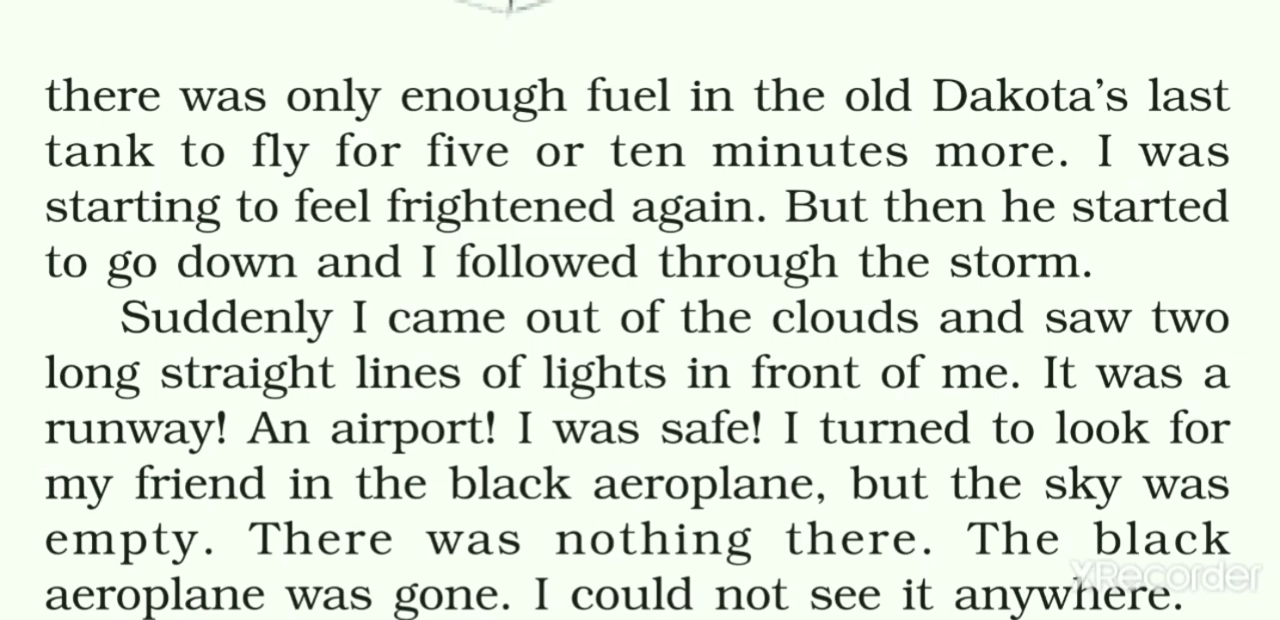 there was only enough fuel in the old Dakota’s last
tank to fly for five or ten minutes more. I was
starting to feel frightened again. But then he started
to go down and I followed through the storm.
Suddenly I came out of the clouds and saw two
long straight lines of lights in front of me. It was a
runway! An airport! I was safe! I turned to look for
my friend in the black aeroplane, but the sky was
empty. There was nothing there. The black
aeroplane was gone. I could not see it anywhere.
XRecorder